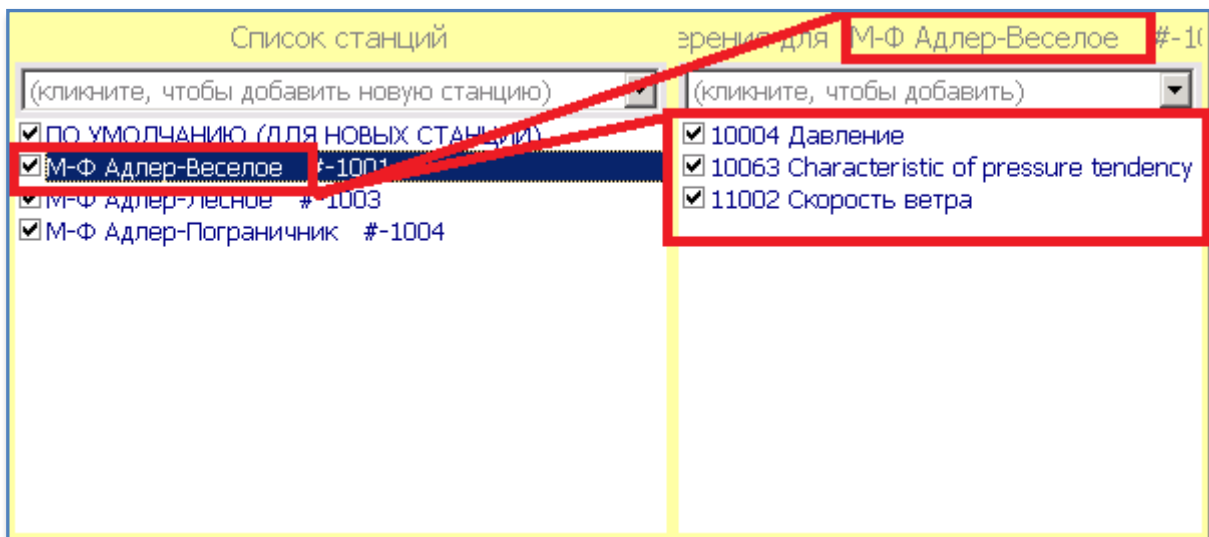 Список станций
ерения для М-Ф Адлер-Веселое #-10
(кликните, чтобы добавить новую станцию)
(кликните, чтобы добавить)
ПО УМОЛЧАНИЮ (ДЛЯ НОВЫХ СТАНЦИЙ)
М-Ф Адлер-Веселое #-1001
М-Ф Адлер-Лесное #-1003
М-Ф Адлер-Пограничник #-1004
10004 Давление
10063 Characteristic of pressure tendency
11002 Скорость ветра